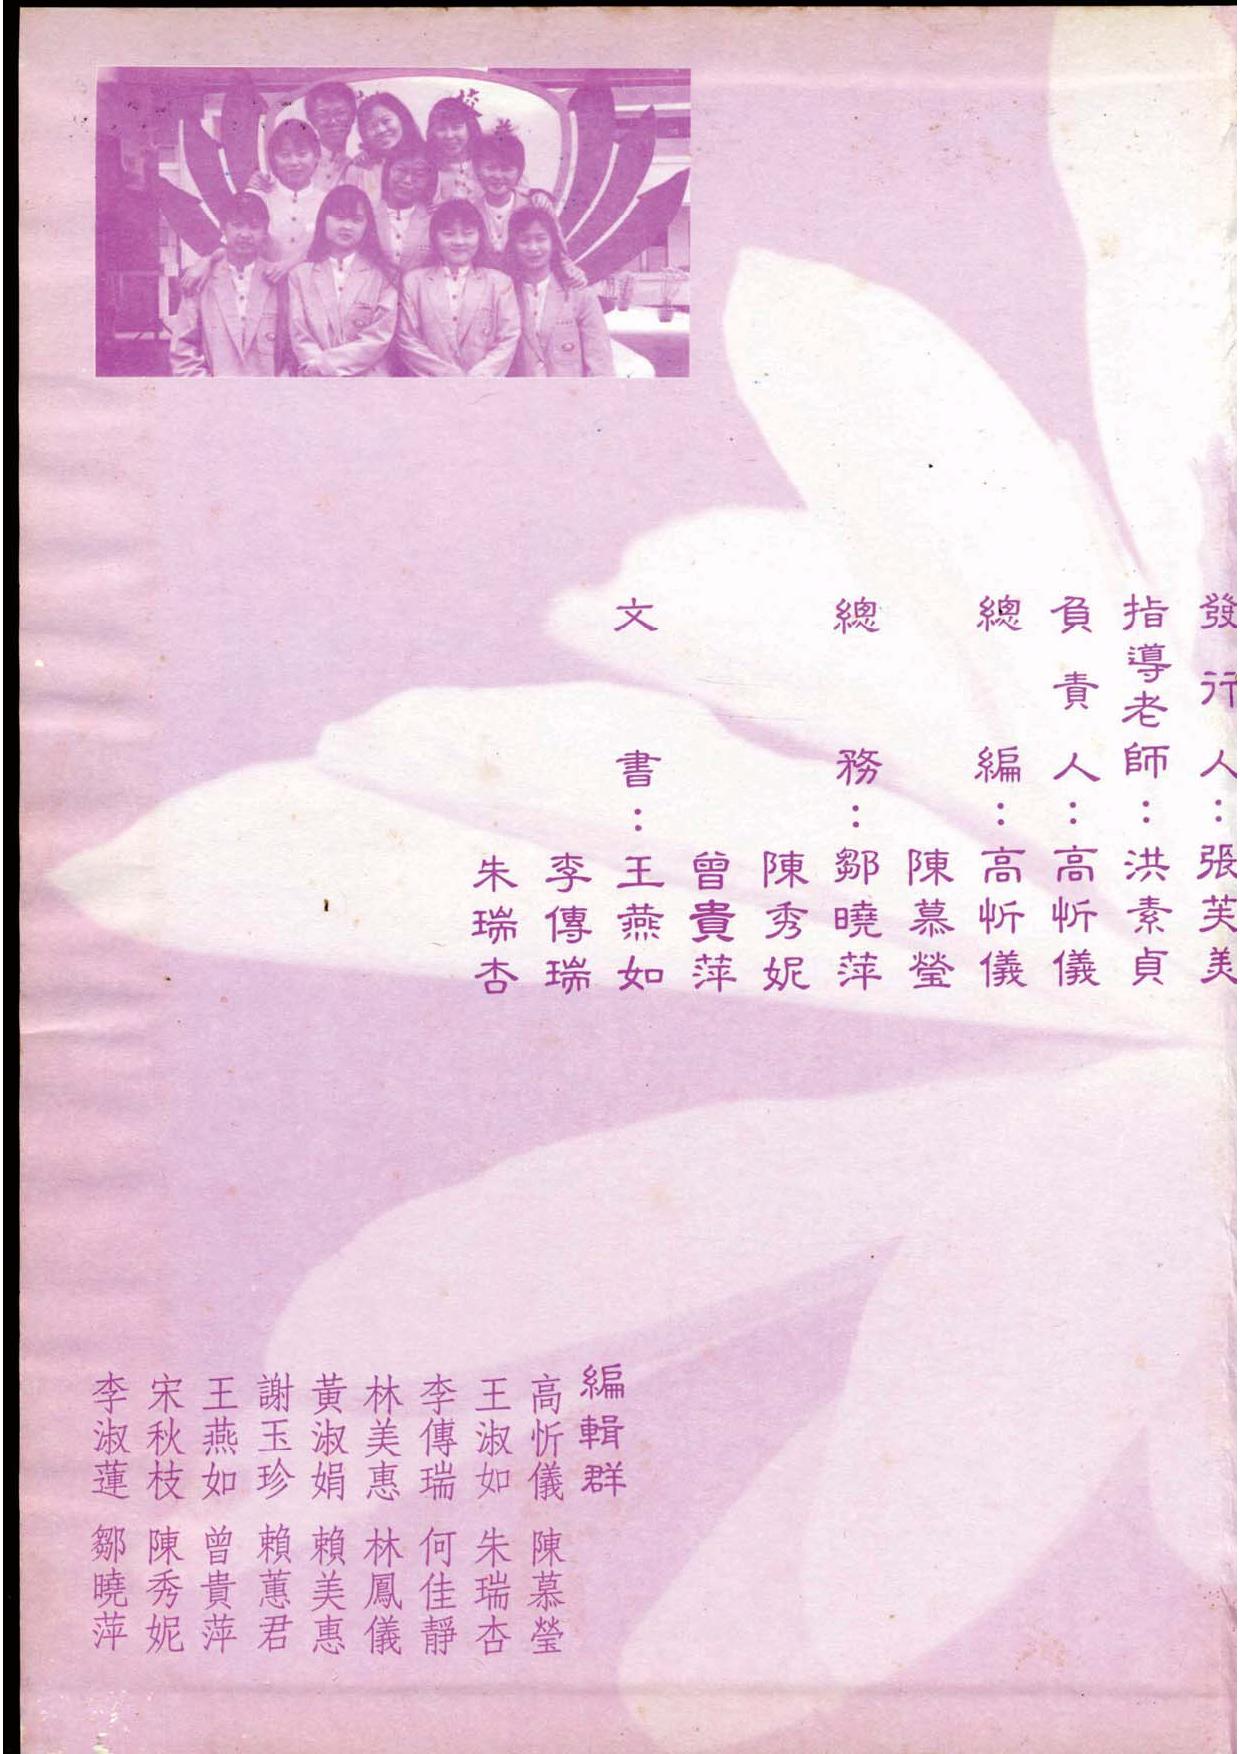 發行人：張芙美
指導老師：洪素貞
負責人：高忻儀
總編：高忻儀
陳慕瑩
總務：鄒曉萍
陳秀妮
曾貴萍
文書：王燕如
李傳瑞
朱瑞杏
編輯群
高忻儀 陳慕瑩
王淑如 朱瑞杏
李傳瑞 何佳靜
林美惠 林鳳儀
黃淑娟 賴美惠
謝玉珍 賴蕙君
王燕如 曾貴萍
宋秋枝 陳秀妮
李淑蓮 鄒曉萍